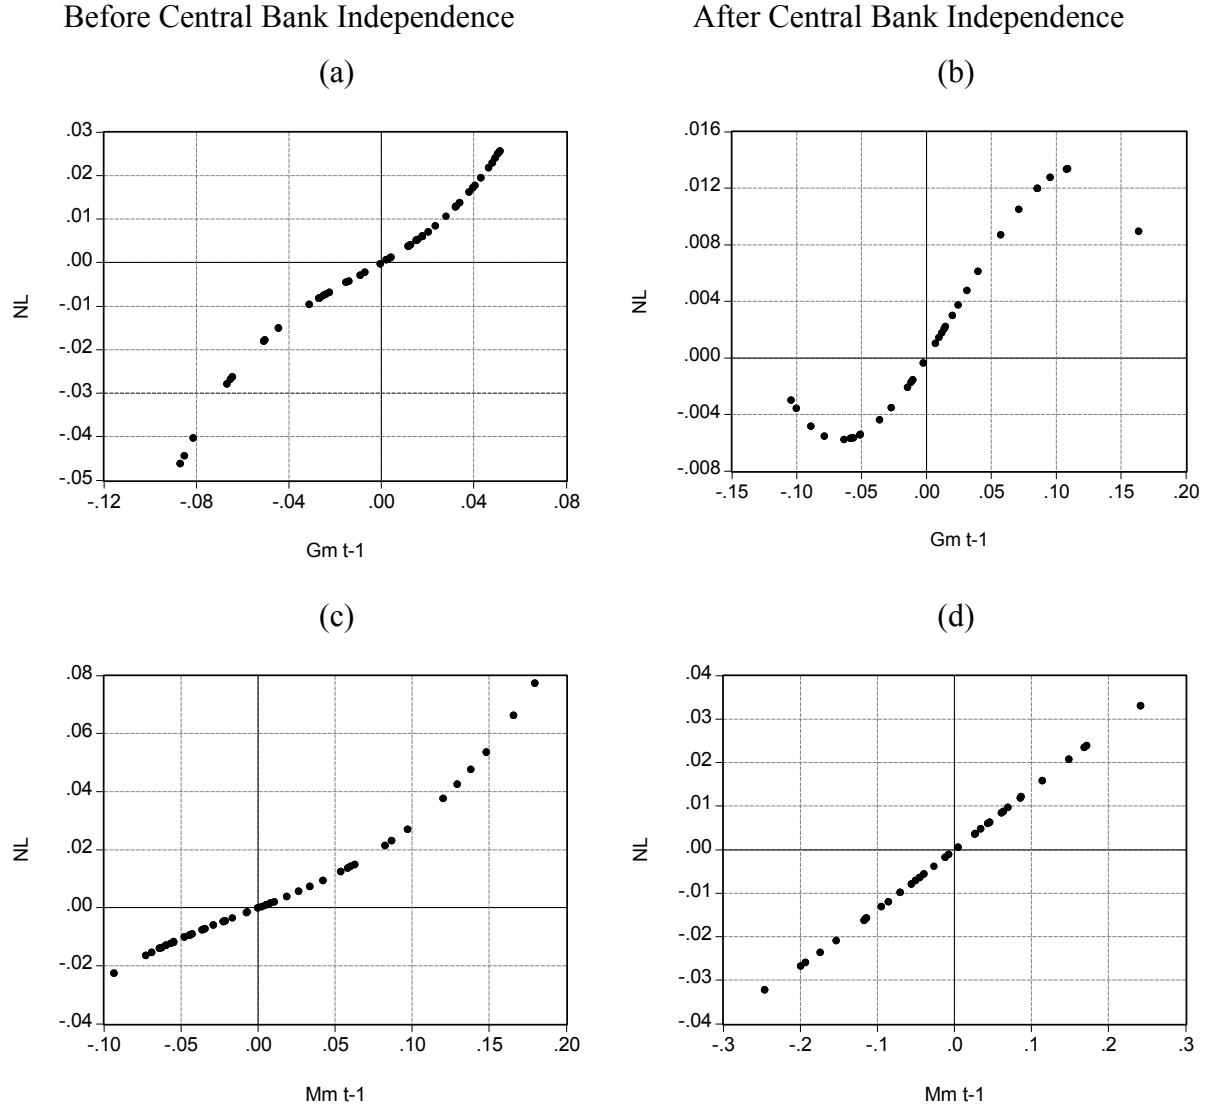 Before Central Bank Independence
After Central Bank Independence
(a)
(b)
.03
.02
.01
.00
-.01
-.02
-.03
-.04
-.05
NL
-.12 -.08 -.04 .00 .04 .08
Gm t-1
.016
.012
.008
.004
.000
-.004
-.008
NL
-.15 -.10 -.05 .00 .05 .10 .15 .20
Gm t-1
(c)
(d)
.08
.06
.04
.02
.00
-.02
-.04
NL
-.10 -.05 .00 .05 .10 .15 .20
Mm t-1
.04
.03
.02
.01
.00
-.01
-.02
-.03
-.04
NL
-.3 -.2 -.1 .0 .1 .2 .3
Mm t-1